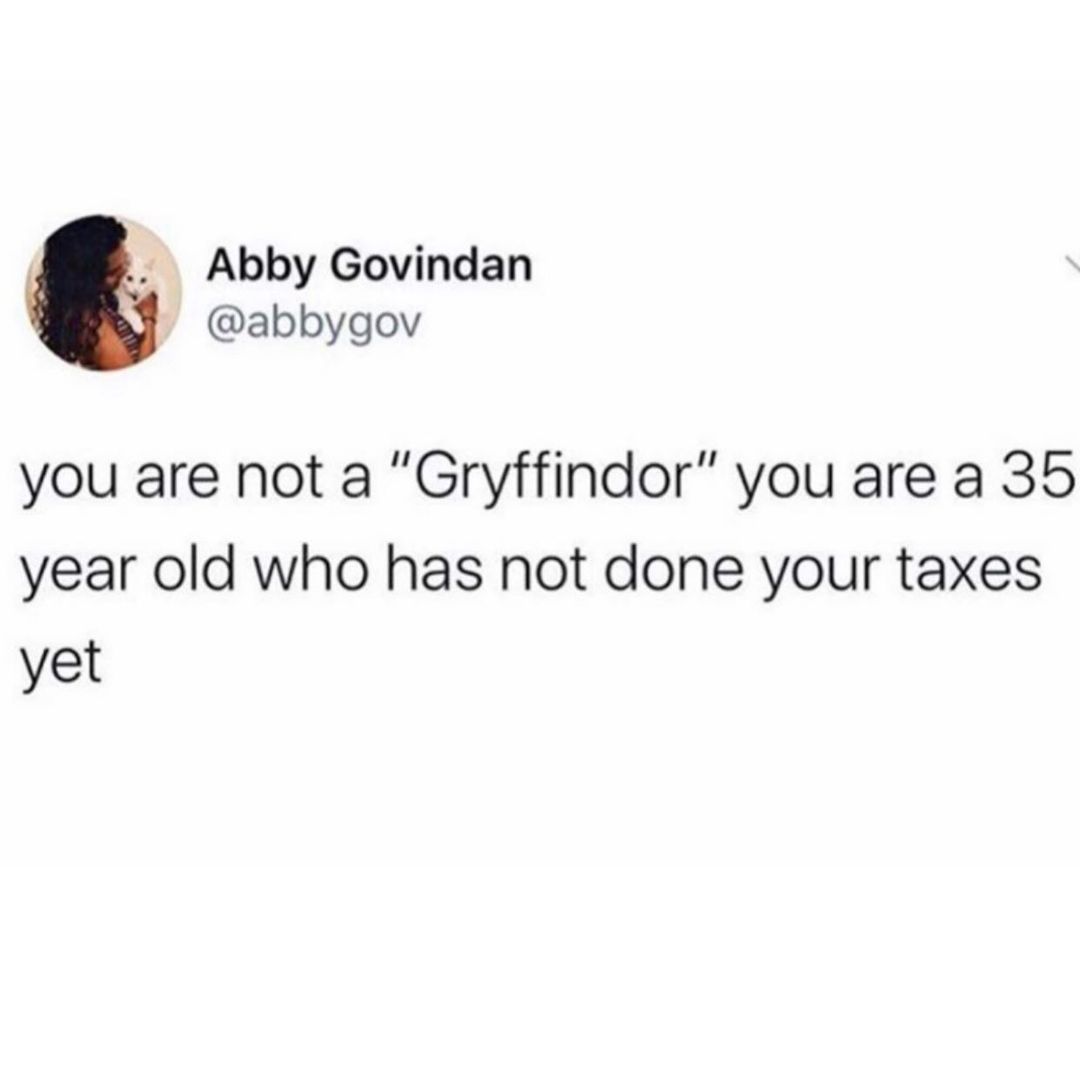 Abby Govindan
@abbygov
you are not a "Gryffindor" you are a 35
year old who has not done your taxes
yet